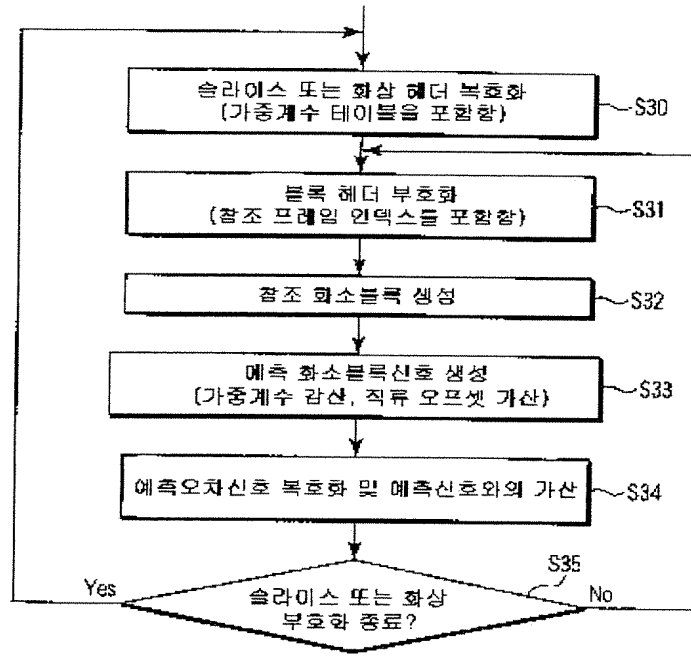 슬라이스 또는 화상 헤더 복호화
(가중계수 테이블을 포함함)
S30
블록 헤더 부호화
(참조 프레임 인덱스를 포함함)
S31
참조 화소블록 생성
S32
예측 화소블록신호 생성
(가중계수 감산, 직류 오프셋 가산)
S33
예측오차신호 복호화 및 예측신호와의 가산
S34
S35
Yes
슬라이스 또는 화상
부호화 종료?
No